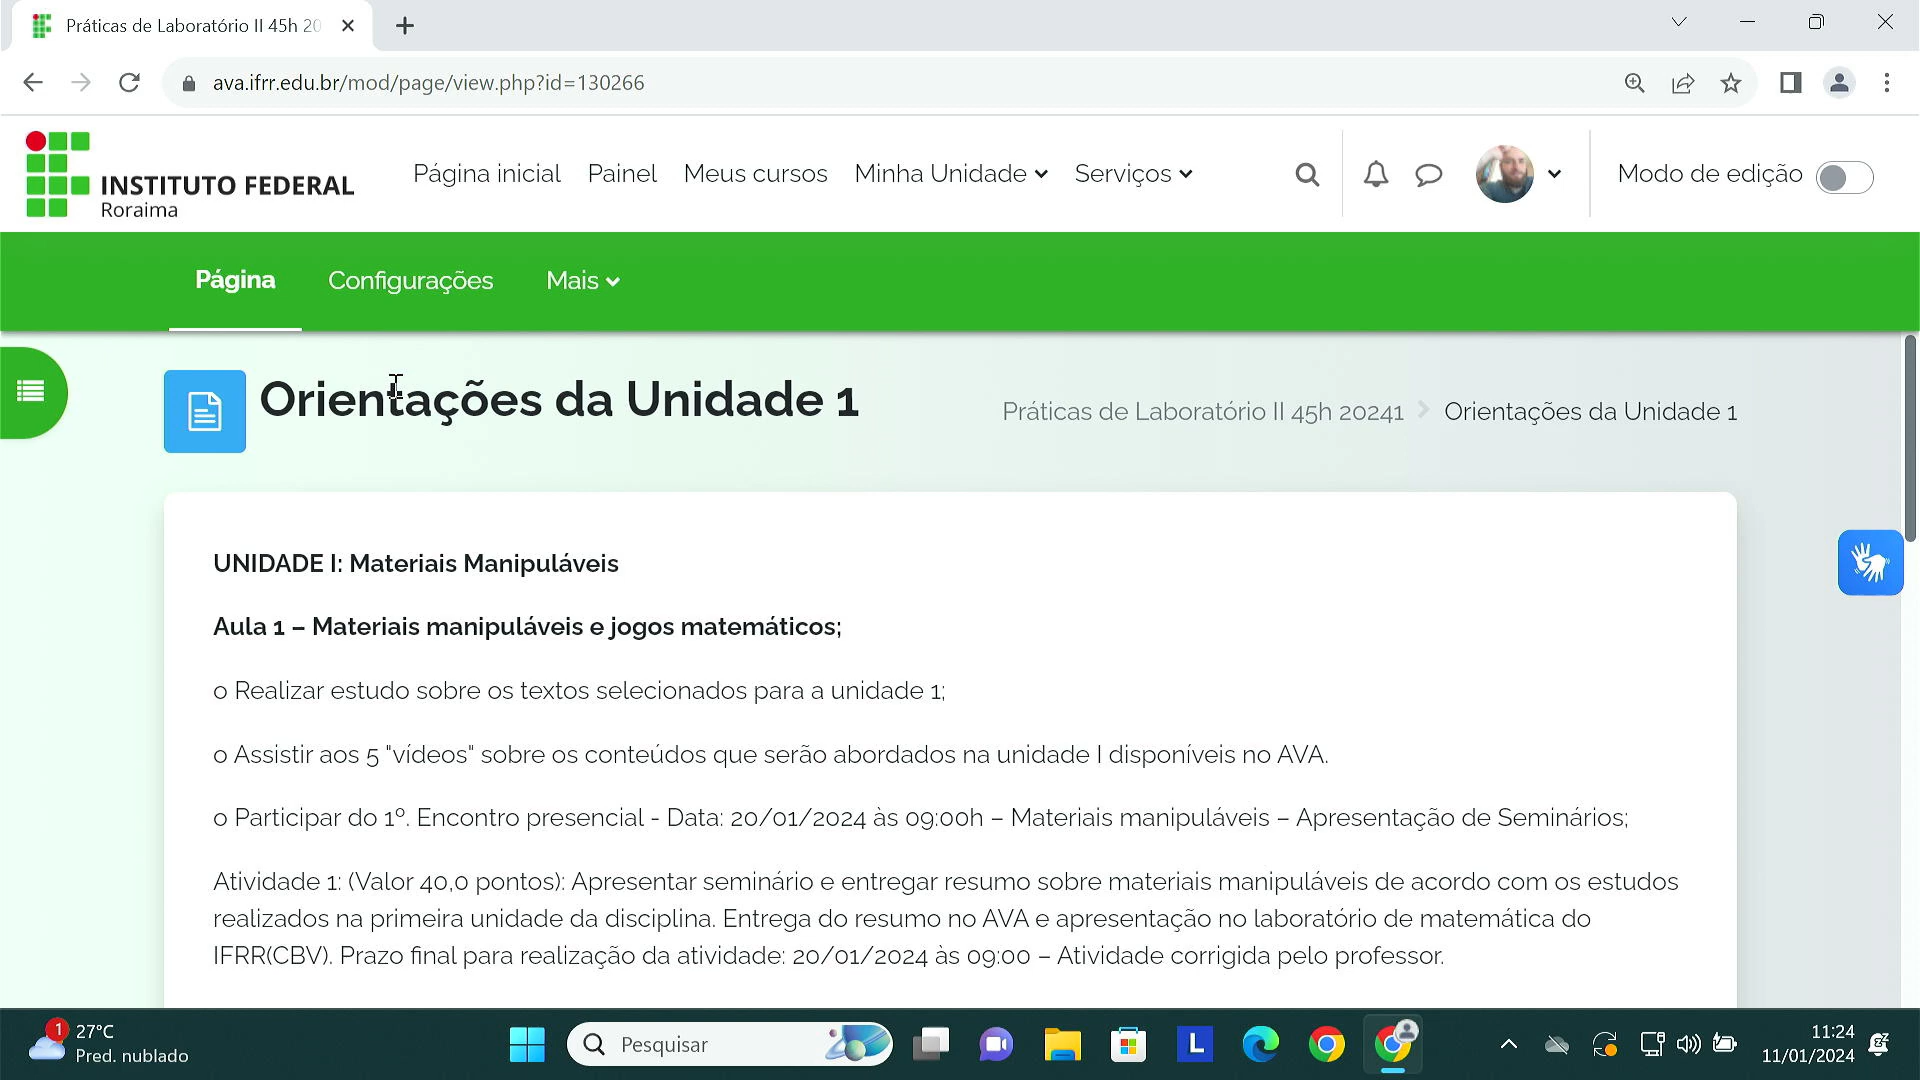 Práticas de Laboratório II 45h 20
ava.ifrr.edu.br/mod/page/view.php?id=130266
INSTITUTO FEDERAL
Roraima
Página inicial Painel Meus cursos Minha Unidade Serviços
Modo de edição
Página Configurações Mais
Orientações da Unidade 1
Práticas de Laboratório II 45h 20241 Orientações da Unidade 1
UNIDADE I: Materiais Manipuláveis
Aula 1 – Materiais manipuláveis e jogos matemáticos;
o Realizar estudo sobre os textos selecionados para a unidade 1;
o Assistir aos 5 "vídeos" sobre os conteúdos que serão abordados na unidade I disponíveis no AVA.
o Participar do 1º. Encontro presencial - Data: 20/01/2024 às 09:00h – Materiais manipuláveis – Apresentação de Seminários;
Atividade 1: (Valor 40,0 pontos): Apresentar seminário e entregar resumo sobre materiais manipuláveis de acordo com os estudos
realizados na primeira unidade da disciplina. Entrega do resumo no AVA e apresentação no laboratório de matemática do
IFRR(CBV). Prazo final para realização da atividade: 20/01/2024 às 09:00 – Atividade corrigida pelo professor.
1
27°C
Pred. nublado
Pesquisar
L
11:24
11/01/2024